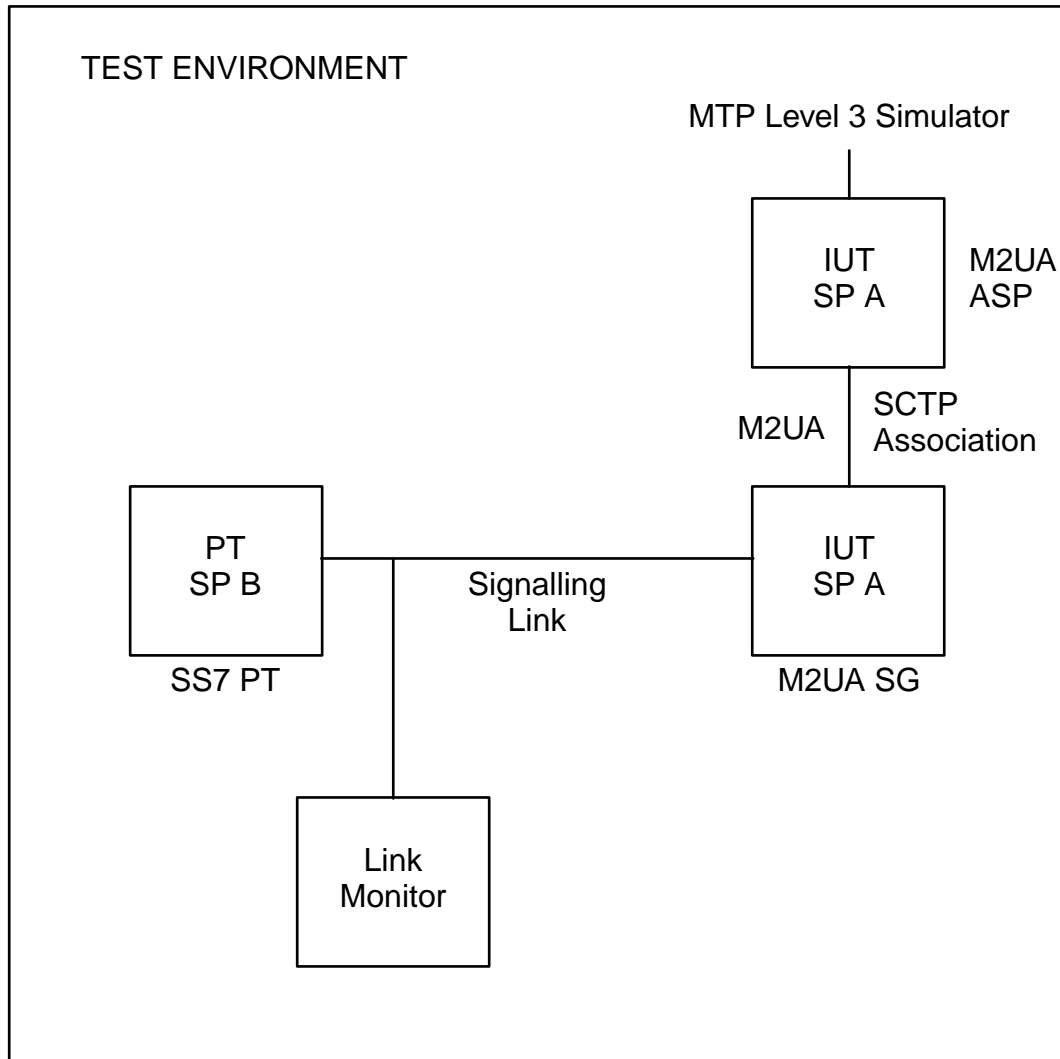 TEST ENVIRONMENT
MTP Level 3 Simulator
IUT
SP A
M2UA
ASP
M2UA
SCTP
Association
PT
SP B
SS7 PT
Signalling
Link
IUT
SP A
M2UA SG
Link
Monitor